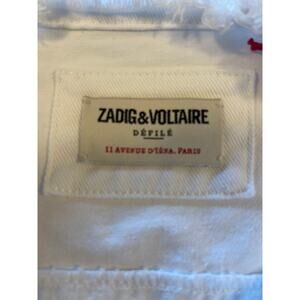 ZADIG&VOLTAIRE
DÉFILÉ
11 AVENUE D'IÉNA. PARIS